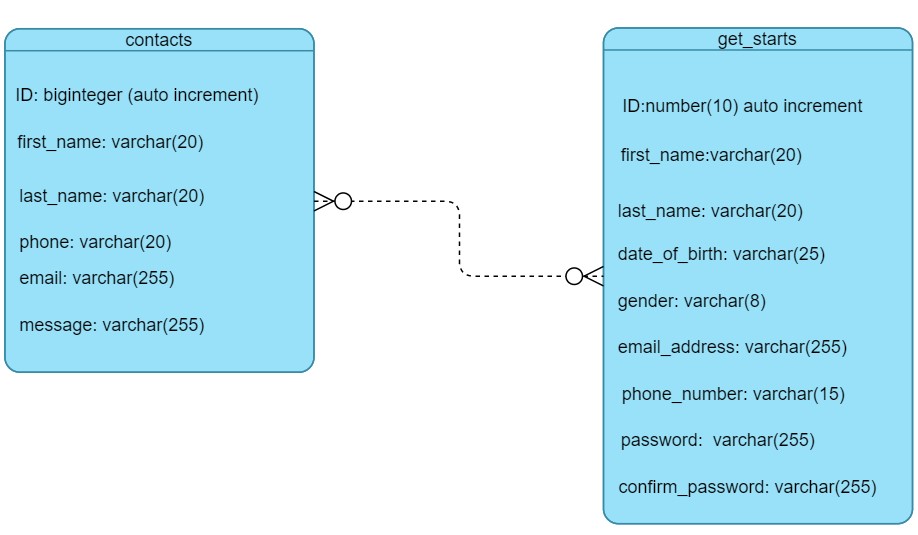 contacts
ID: biginteger (auto increment)
first_name: varchar(20)
last_name: varchar(20)
phone: varchar(20)
email: varchar(255)
message: varchar(255)
get_starts
ID:number(10) auto increment
first_name:varchar(20)
last_name: varchar(20)
date_of_birth: varchar(25)
gender: varchar(8)
email_address: varchar(255)
phone_number: varchar(15)
password:  varchar(255)
confirm_password: varchar(255)